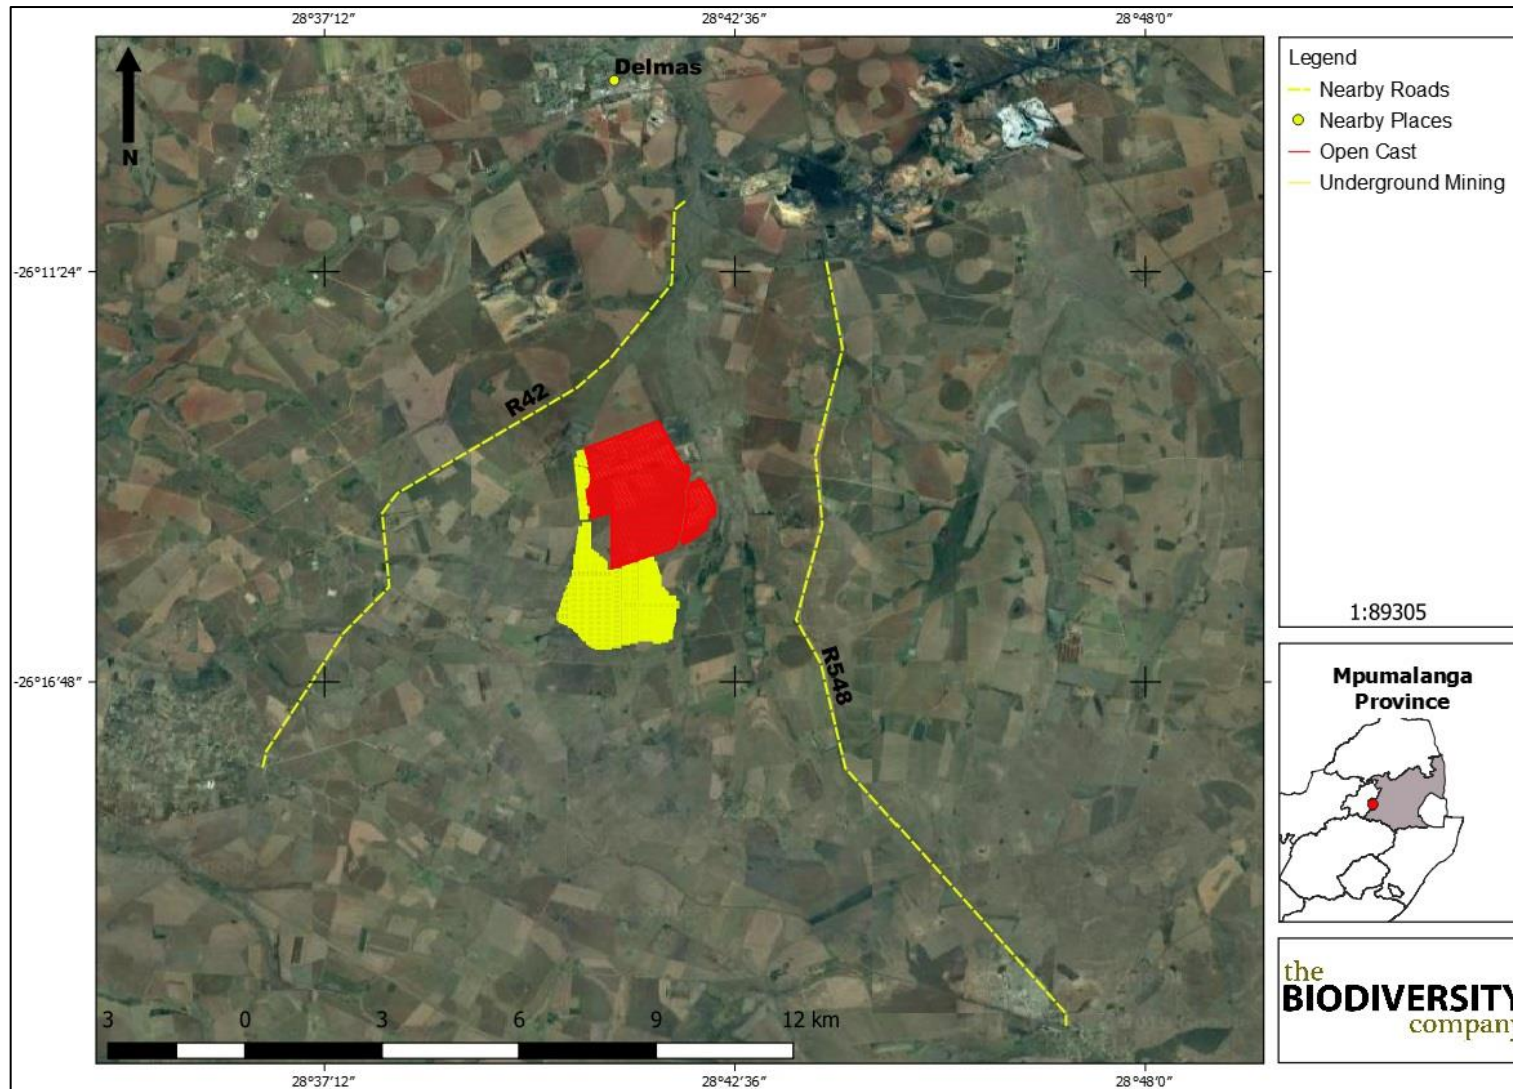 28°37'12”
28°42'36”
28°48'0”
Delmas
N
-26°11'24”
R42
-26°16'48”
R548
3
0
3
6
9
12 km
28°37'12”
28°42'36”
28°48'0”
Legend
Nearby Roads
Nearby Places
Open Cast
Underground Mining
1:89305
Mpumalanga
Province
the
BIODIVERSITY
company